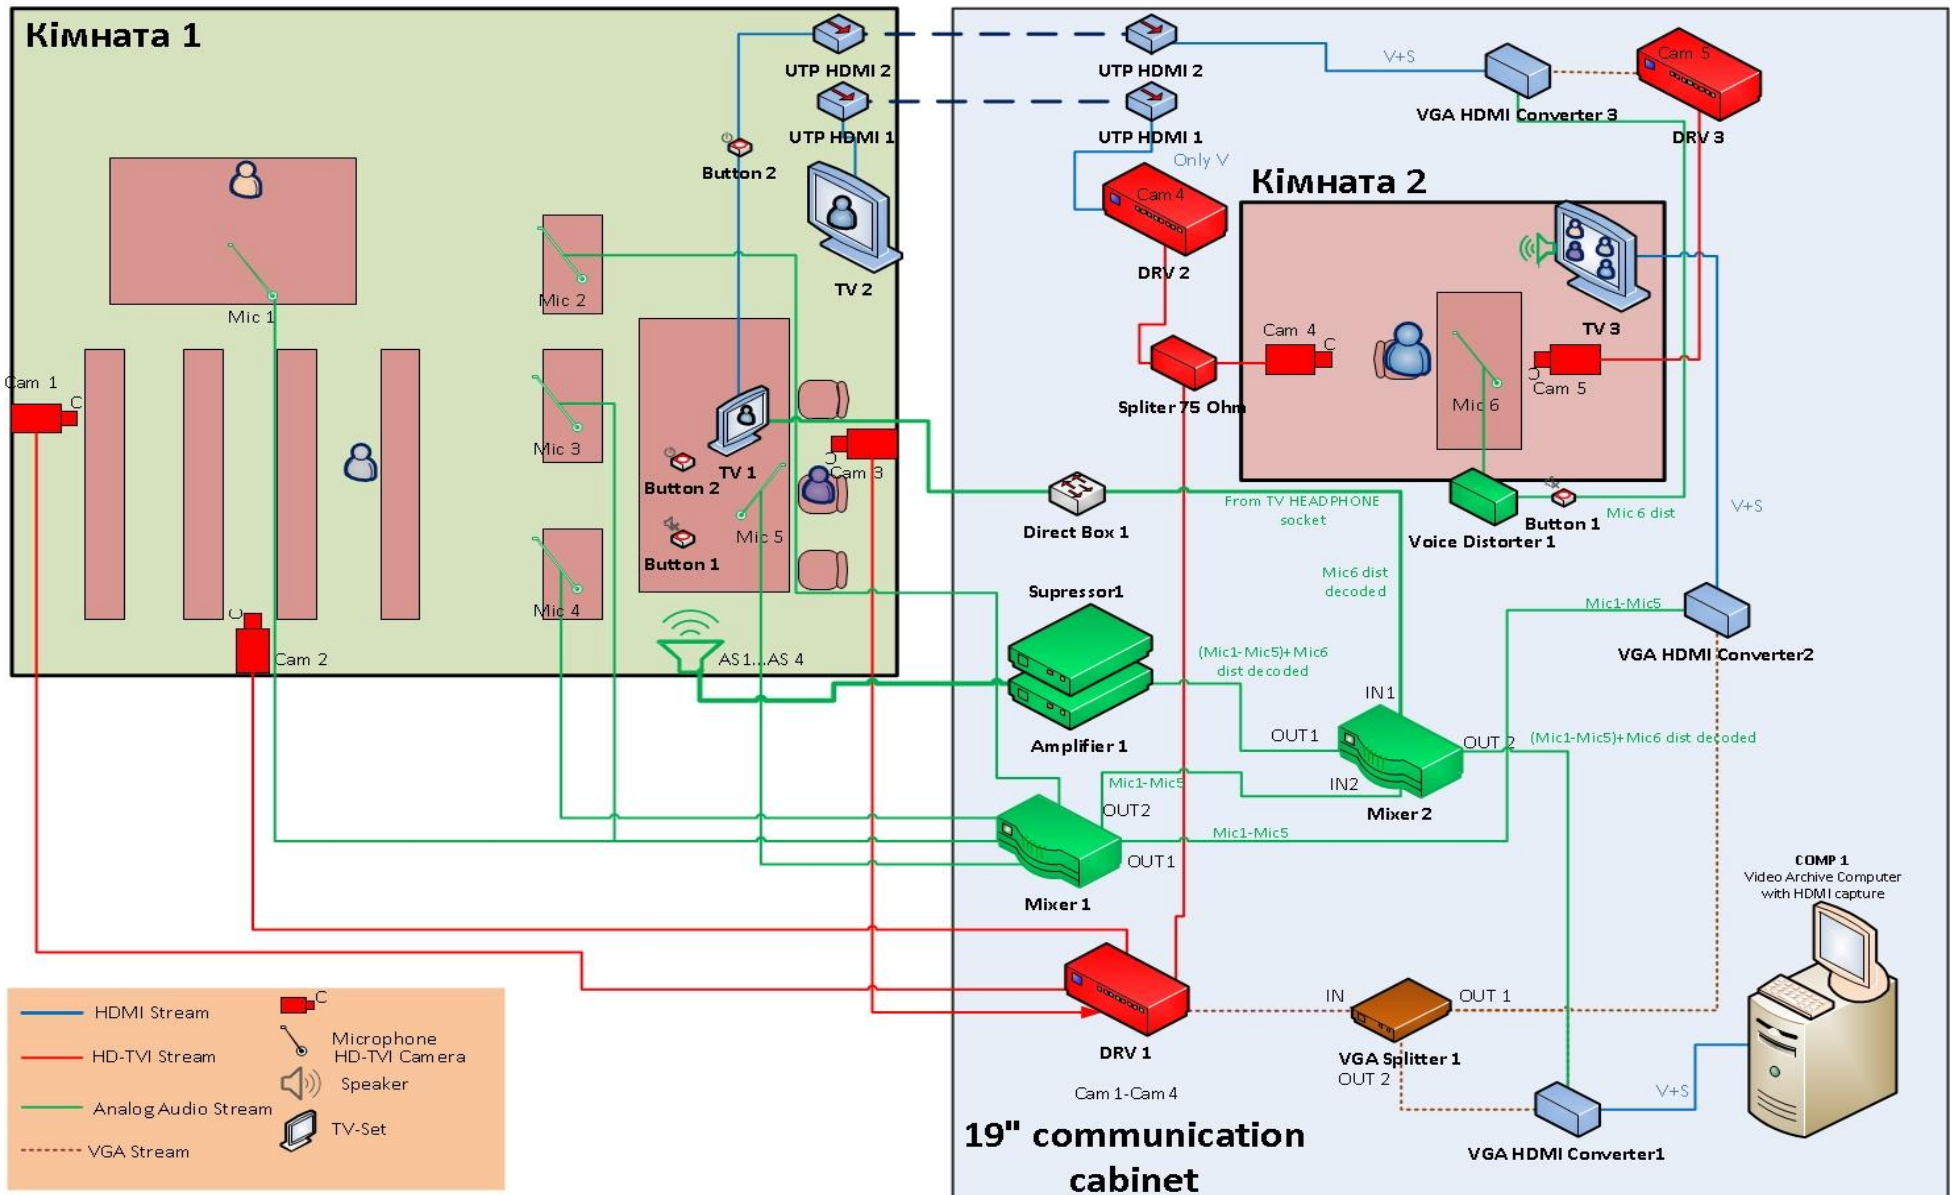 Кімната 1
UTP HDMI 2
UTP HDMI 1
Button 2
TV 2
Mic 1
Mic 2
Mic 3
Mic 4
Cam 1
C
Cam 2
C
Cam 3
C
TV 1
Button 2
Button 1
Mic 5
AS1...AS 4
UTP HDMI 2
UTP HDMI 1
V+S
VGA HDMI Converter 3
Cam 5
DRV 3
Only V
Cam 4
DRV 2
Кімната 2
TV 3
Cam 4
C
Cam 5
C
Mic 6
Spliter 75 Ohm
Direct Box 1
From TV HEADPHONE
socket
Voice Distorter 1
Button 1
Mic 6 dist
V+S
Mic6 dist
decoded
Supressor1
Amplifier 1
(Mic1-Mic5)+Mic6
dist decoded
Mic1-Mic5
VGA HDMI Converter2
IN1
OUT1
OUT 2
(Mic1-Mic5)+Mic6 dist decoded
IN2
Mixer 2
Mic1-Mic5
OUT2
Mic1-Mic5
OUT1
Mixer 1
COMP 1
Video Archive Computer
with HDMI capture
DRV 1
Cam 1-Cam 4
IN
OUT 1
VGA Splitter 1
OUT 2
V+S
VGA HDMI Converter1
19" communication
cabinet
HDMI Stream
HD-TVI Stream
Analog Audio Stream
VGA Stream
C
Microphone
HD-TVI Camera
Speaker
TV-Set